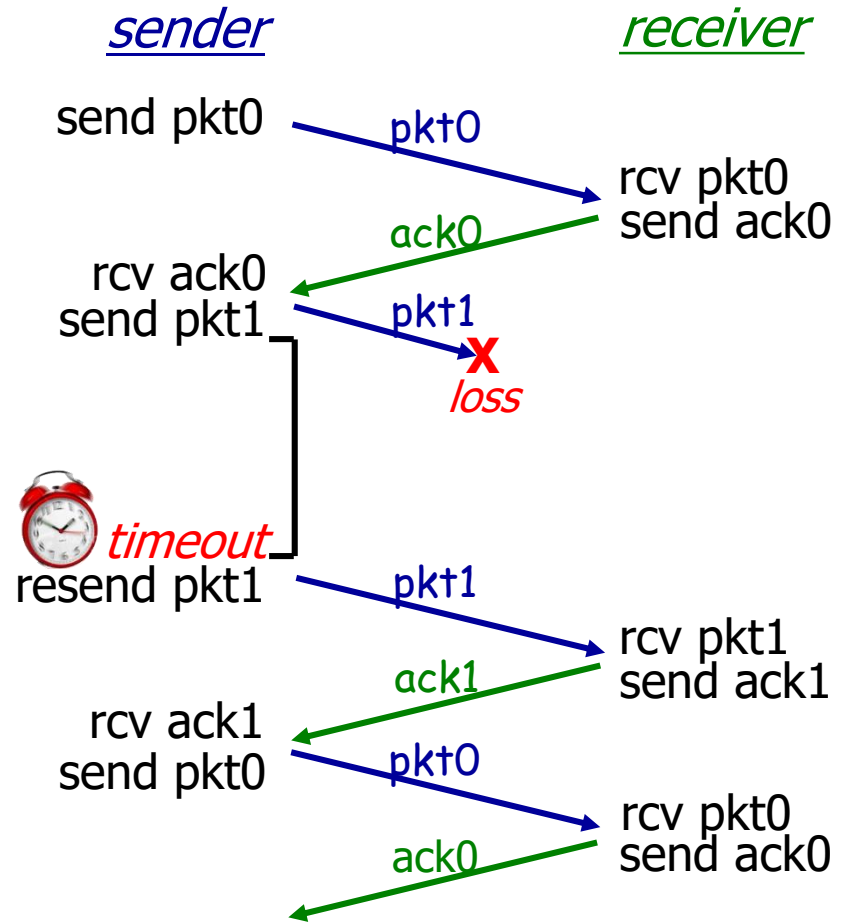 sender
receiver
send pkt0
pkt0
rcv pkt0
send ack0
ack0
rcv ack0
send pkt1
pkt1
X
loss
timeout
resend pkt1
pkt1
rcv pkt1
send ack1
ack1
rcv ack1
send pkt0
pkt0
rcv pkt0
send ack0
ack0